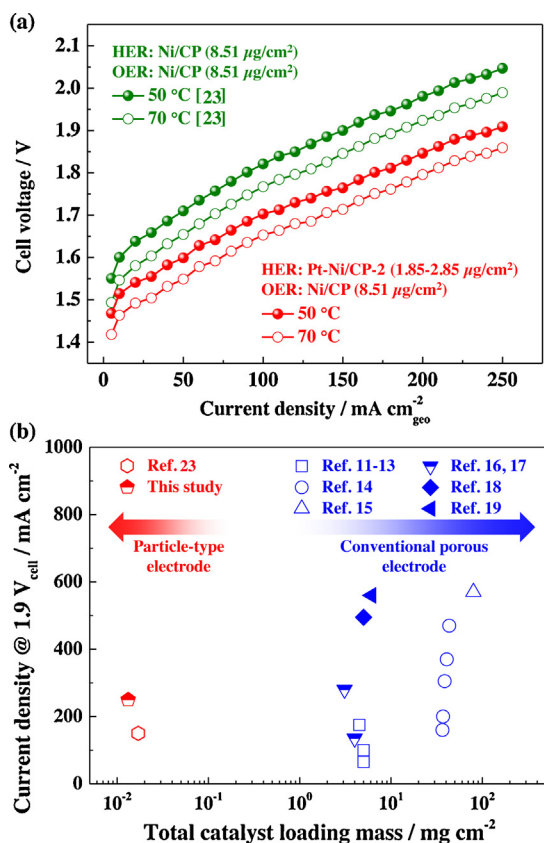 (a)
HER: Ni/CP (8.51 μg/cm²)
OER: Ni/CP (8.51 μg/cm²)
50 °C [23]
70 °C [23]
HER: Pt-Ni/CP-2 (1.85-2.85 μg/cm²)
OER: Ni/CP (8.51 μg/cm²)
50 °C
70 °C
2.1
2.0
1.9
1.8
1.7
1.6
1.5
1.4
Cell voltage / V
0 50 100 150 200 250
Current density / mA cm⁻²geo
(b)
Ref. 23
This study
Ref. 11-13
Ref. 14
Ref. 15
Ref. 16, 17
Ref. 18
Ref. 19
Particle-type
electrode
Conventional porous
electrode
1000
800
600
400
200
0
Current density @ 1.9 Vcell / mA cm⁻²
10⁻² 10⁻¹ 10⁰ 10¹ 10²
Total catalyst loading mass / mg cm⁻²